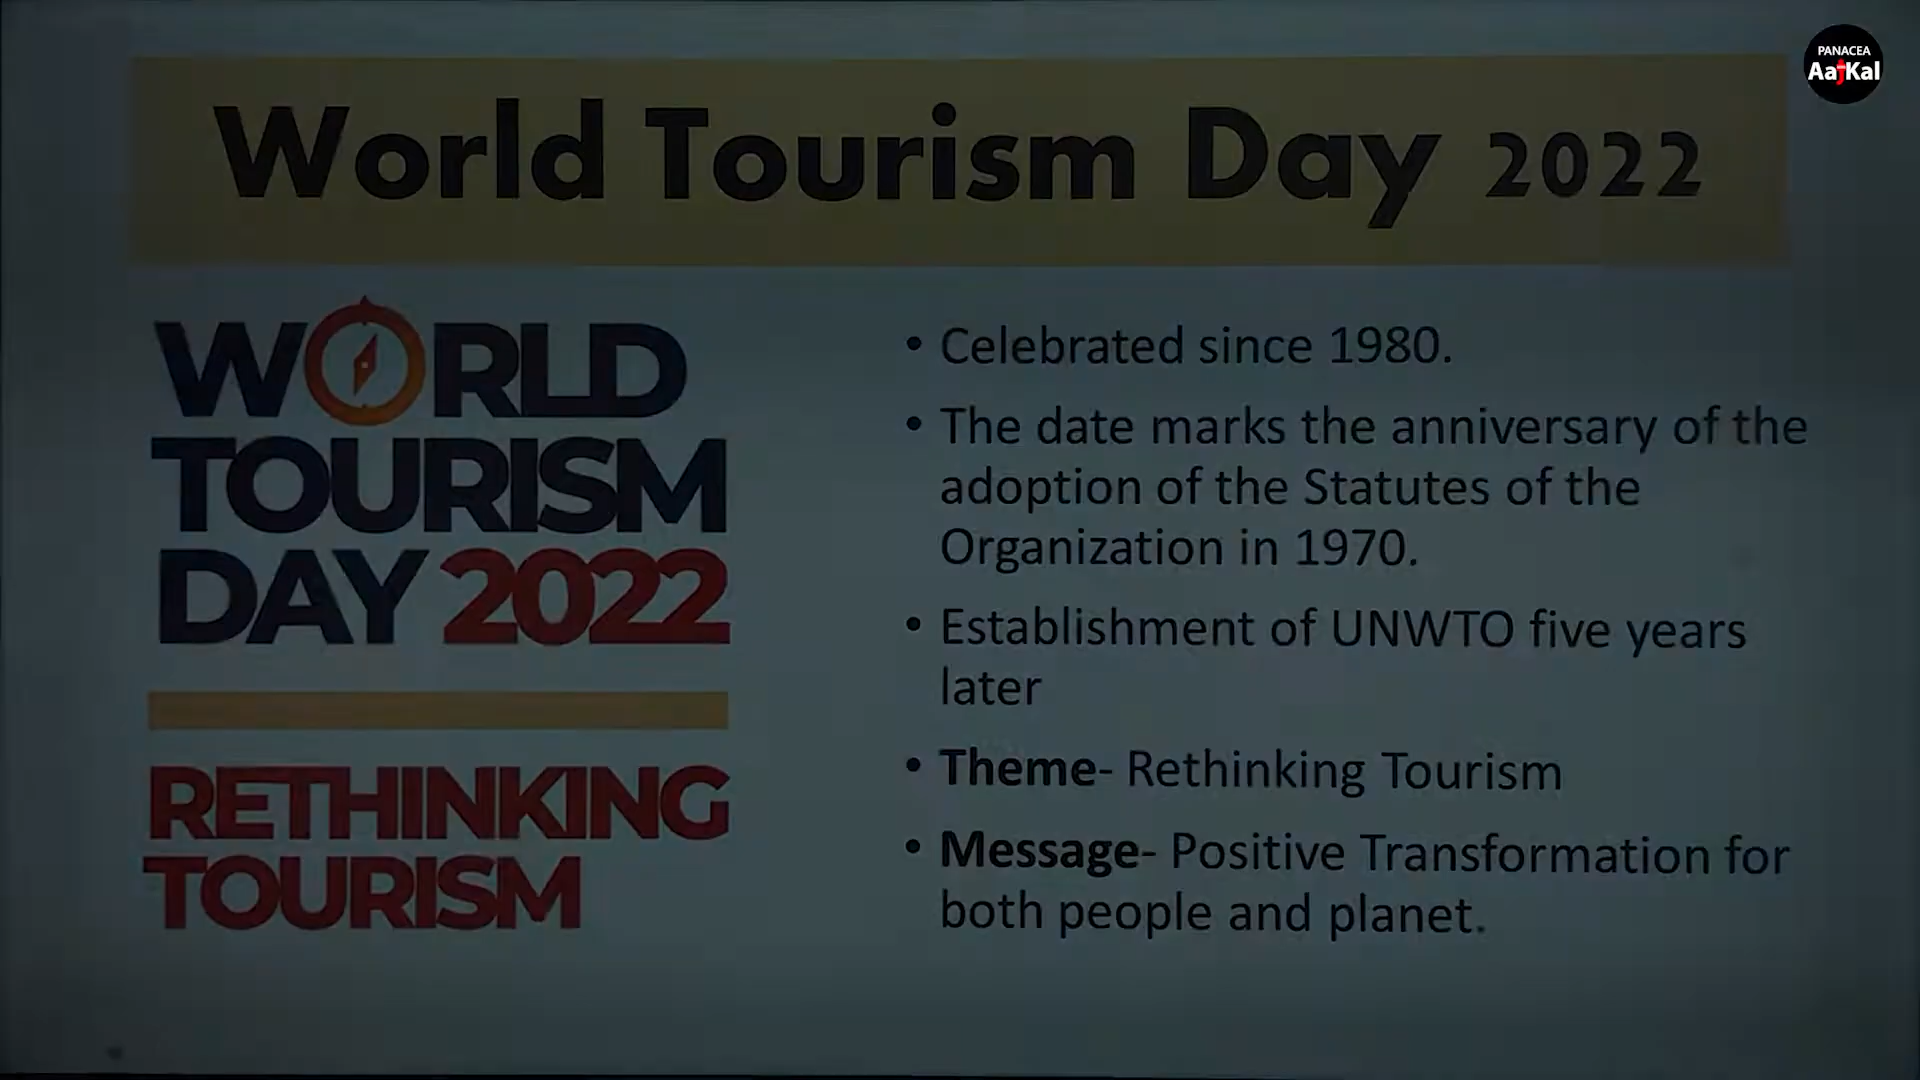 PANACEA
AajKal
World Tourism Day 2022
WORLD
TOURISM
DAY 2022
RETHINKING
TOURISM
• Celebrated since 1980.
• The date marks the anniversary of the
adoption of the Statutes of the
Organization in 1970.
• Establishment of UNWTO five years
later
• Theme- Rethinking Tourism
• Message- Positive Transformation for
both people and planet.